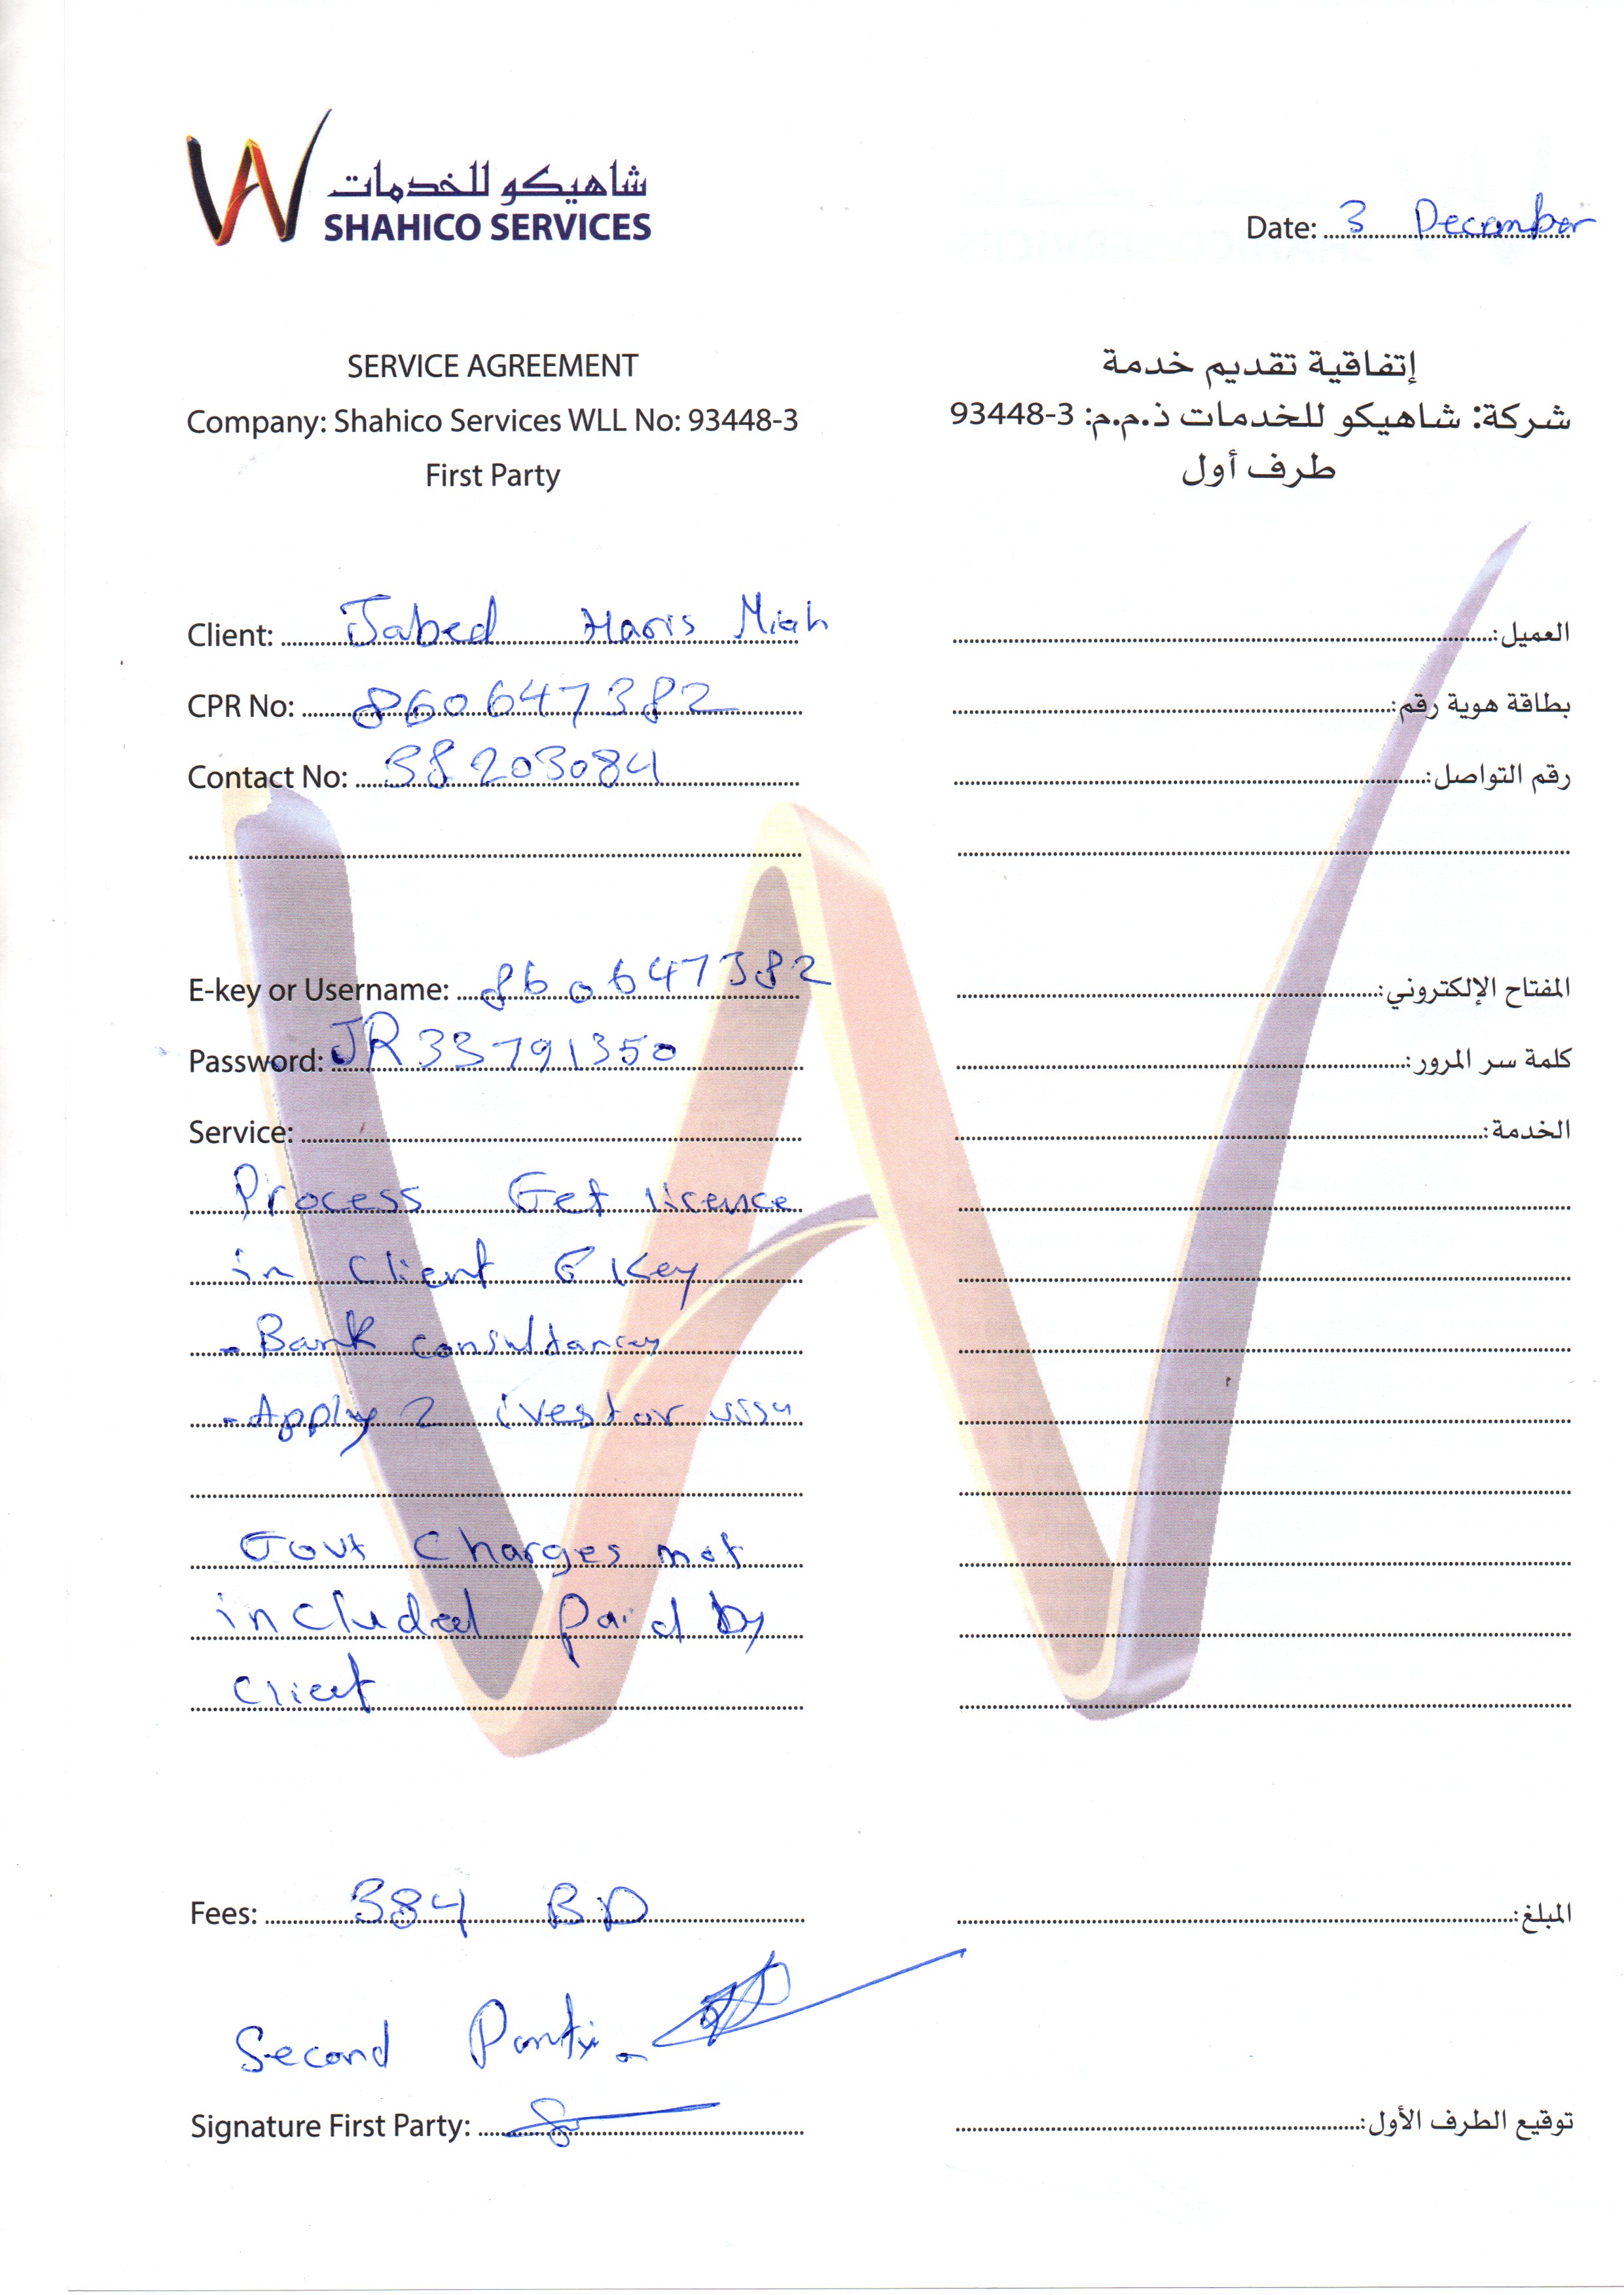 شاهيكو للخدمات
SHAHICO SERVICES
Date: 3 December
SERVICE AGREEMENT
Company: Shahico Services WLL No: 93448-3
First Party
إتفاقية تقديم خدمة
شركة: شاهيكو للخدمات ذ.م.م: 3-93448
طرف أول
Client: Jabed Haris Miah
العميل:
CPR No: 860647382
بطاقة هوية رقم:
Contact No: 38203084
رقم التواصل:
E-key or Username: 860647382
المفتاح الإلكتروني:
Password: JR33791350
كلمة سر المرور:
Service:
الخدمة:
Process Get licence
in Client E Key
- Bank consultancy
- Apply 2 ivestor visa
Govt Charges not
included paid by
Client
Fees: 384 BD
المبلغ:
Second Party -
Signature First Party:
توقيع الطرف الأول: